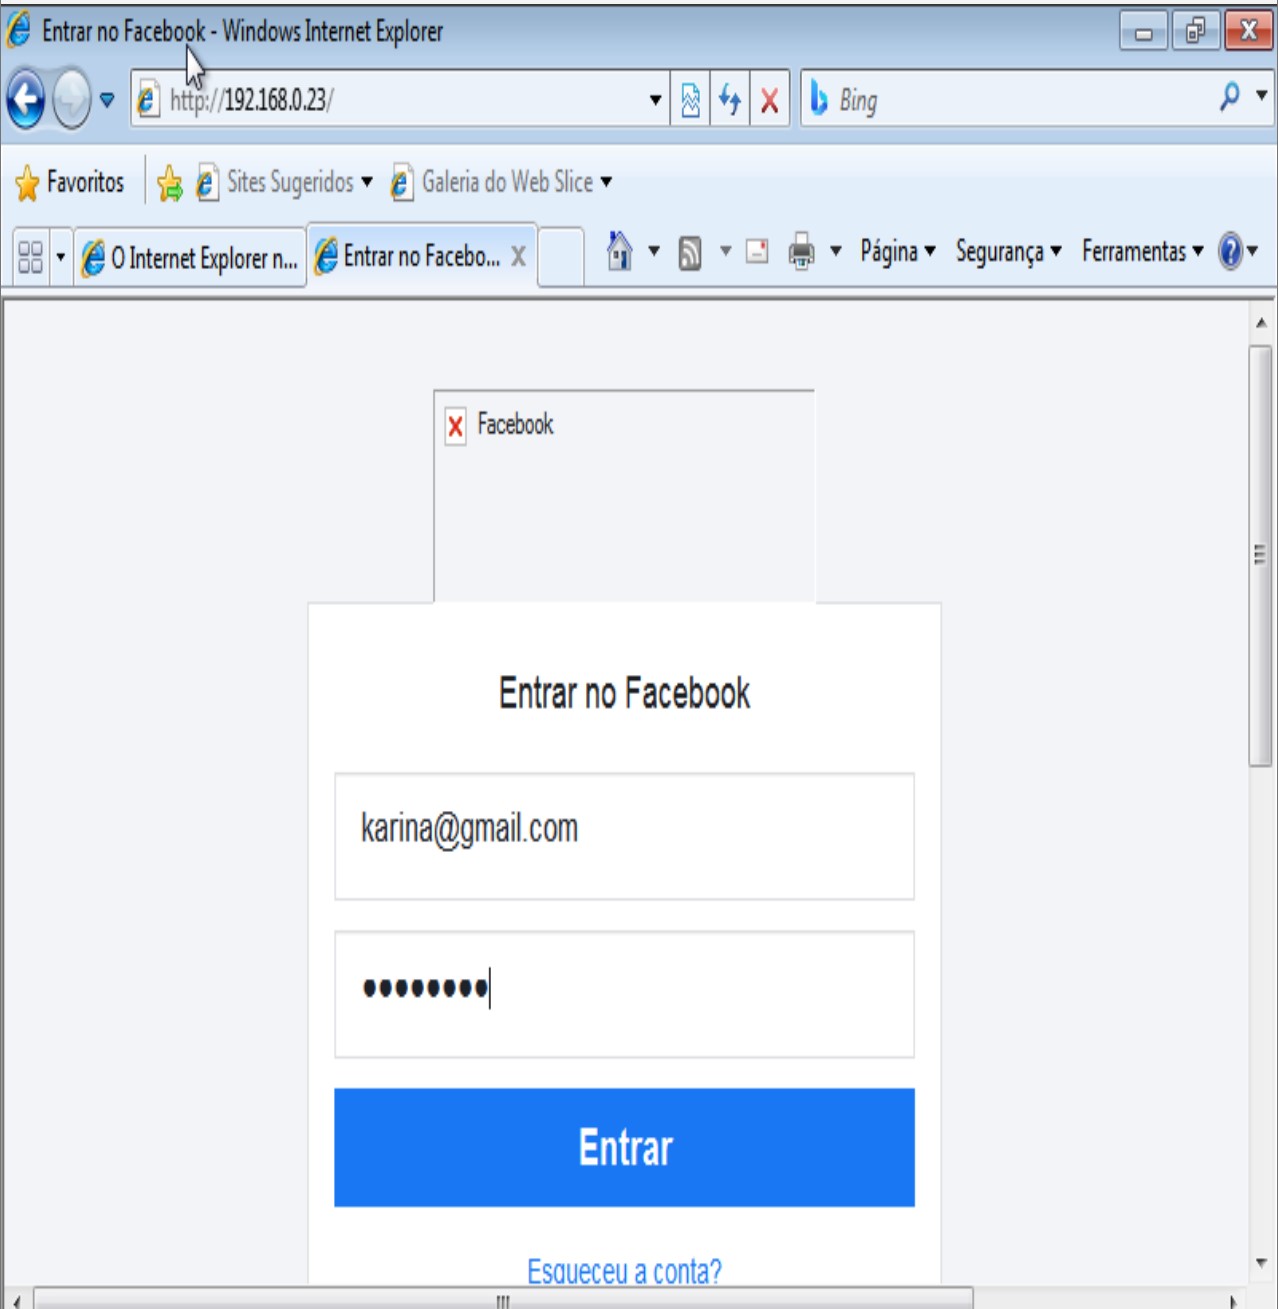 Entrar no Facebook - Windows Internet Explorer
http://192.168.0.23/
Bing
Favoritos
Sites Sugeridos
Galeria do Web Slice
O Internet Explorer n...
Entrar no Facebo...
Página
Segurança
Ferramentas
Facebook
Entrar no Facebook
karina@gmail.com
••••••••
Entrar
Esqueceu a conta?